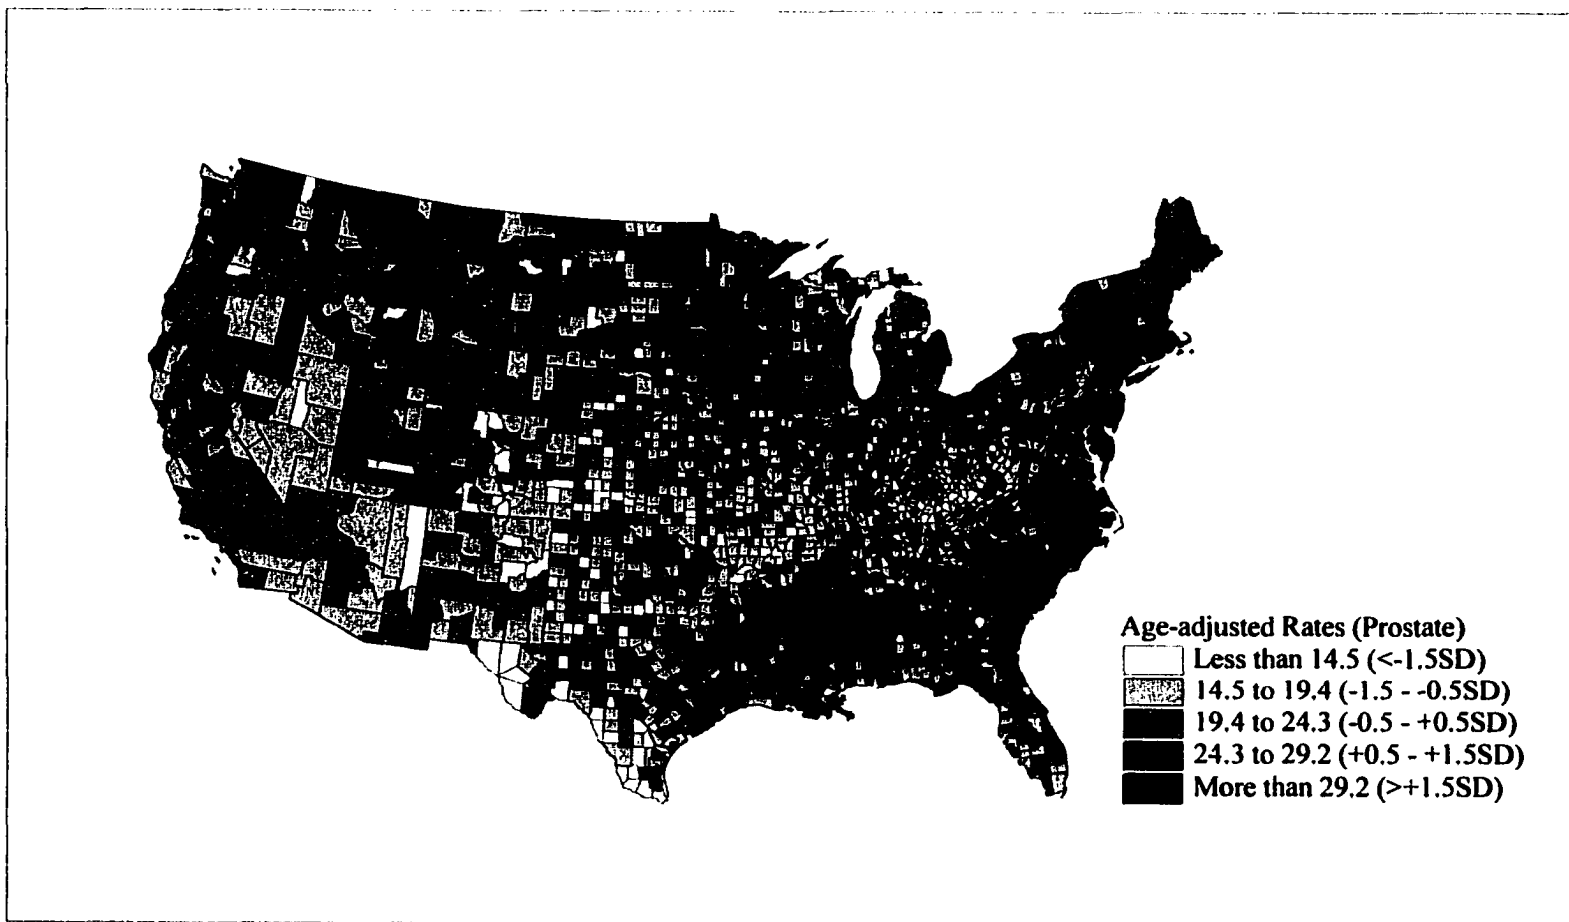 Age-adjusted Rates (Prostate)
Less than 14.5 (<-1.5SD)
14.5 to 19.4 (-1.5 - -0.5SD)
19.4 to 24.3 (-0.5 - +0.5SD)
24.3 to 29.2 (+0.5 - +1.5SD)
More than 29.2 (>+1.5SD)